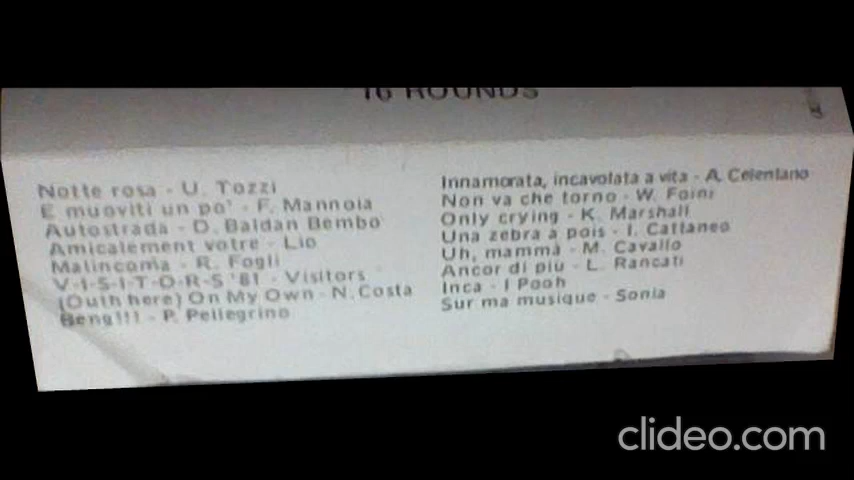 16 ROUNDS
Notte rosa - U. Tozzi
E muoviti un po' - F. Mannoia
Autostrada - D. Baldan Bembo
Amicalement votre - Lio
Malincoma - R. Fogli
V-I-S-I-T-O-R-S '81 - Visitors
(Outh here) On My Own - N. Costa
Beng!!! - P. Pellegrino
Innamorata, incavolata a vita - A. Celentano
Non va che torno - W. Foini
Only crying - K. Marshall
Una zebra a pois - I. Cattaneo
Uh, mammà - M. Cavallo
Ancor di più - L. Rancati
Inca - I Pooh
Sur ma musique - Sonia
clideo.com